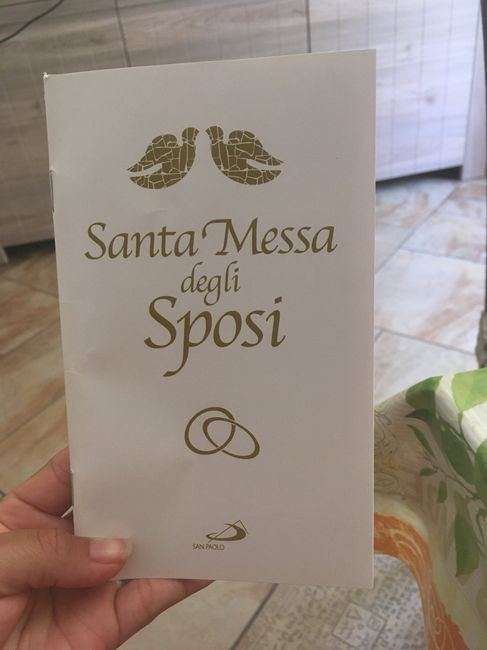 Santa Messa
degli
Sposi
SAN PAOLO